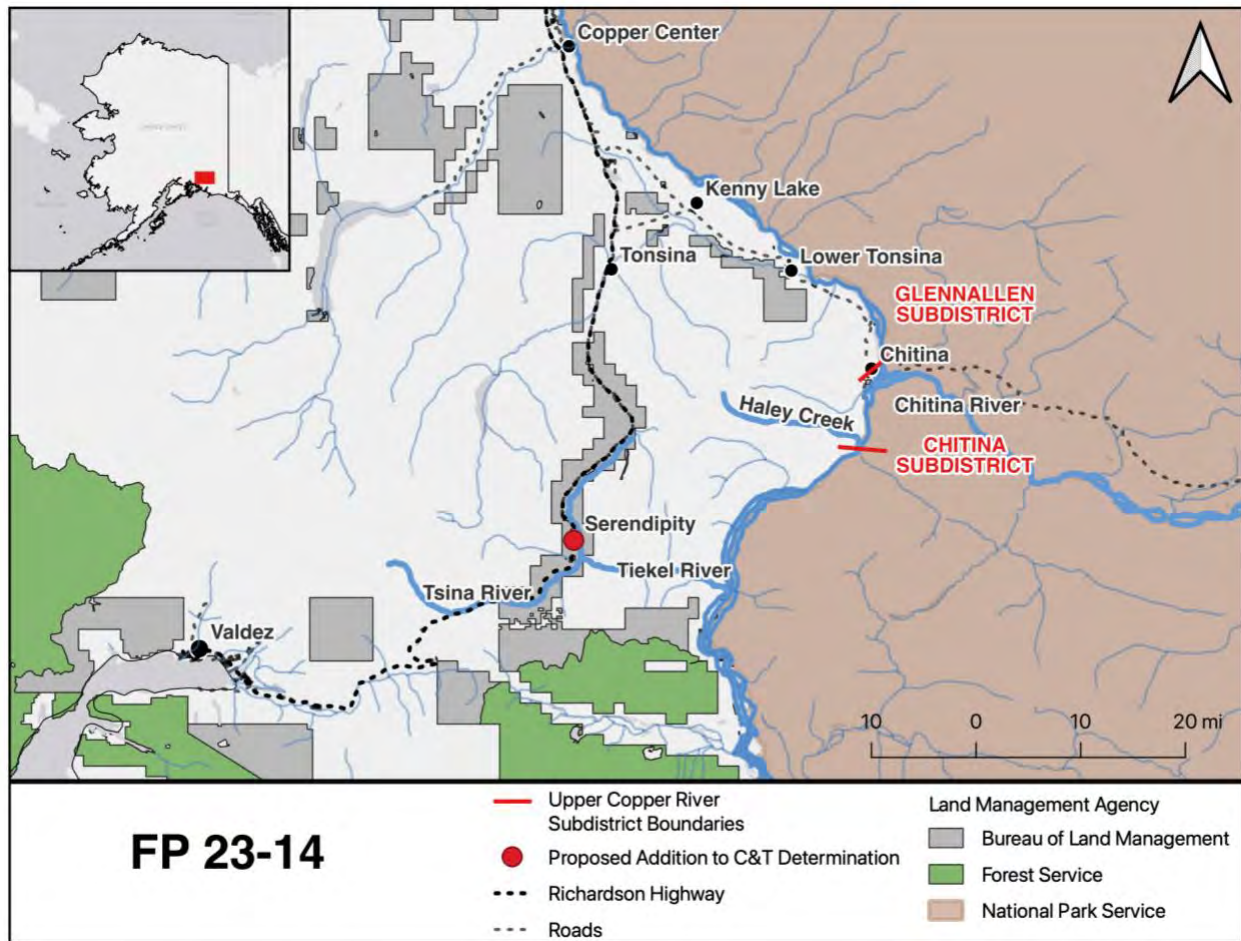 Copper Center
Kenny Lake
Tonsina
Lower Tonsina
GLENNALLEN
SUBDISTRICT
Chitina
Haley Creek
Chitina River
CHITINA
SUBDISTRICT
Serendipity
Tiekel River
Tsina River
Valdez
10 0 10 20 mi
FP 23-14
Upper Copper River
Subdistrict Boundaries
Proposed Addition to C&T Determination
Richardson Highway
Roads
Land Management Agency
Bureau of Land Management
Forest Service
National Park Service